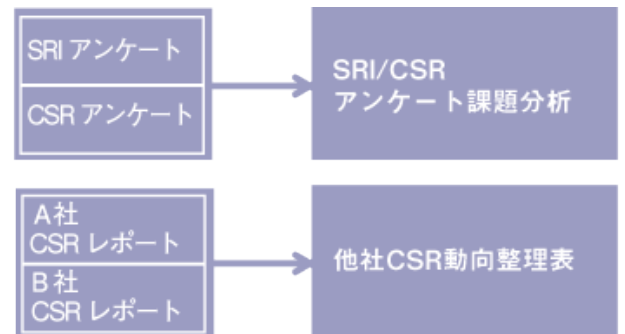 SRI アンケート
CSR アンケート
SRI/CSR
アンケート課題分析
A社
CSR レポート
B社
CSR レポート
他社CSR動向整理表